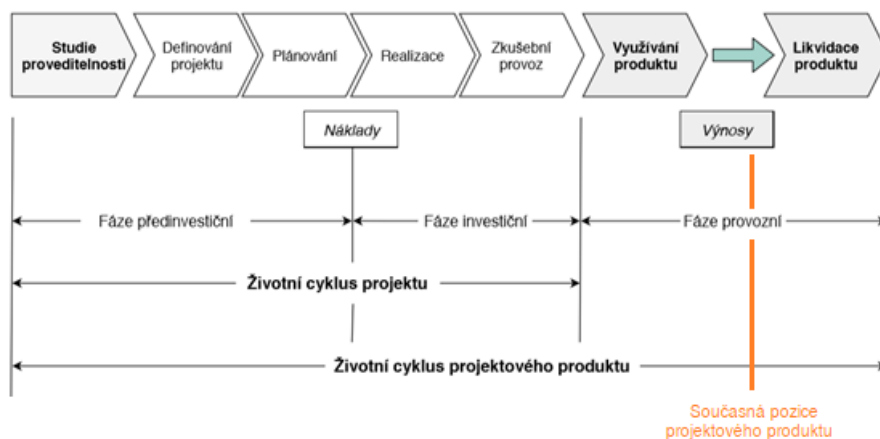 Studie
proveditelnosti
Definování
projektu
Plánování
Realizace
Zkušební
provoz
Využívání
produktu
Likvidace
produktu
Náklady
Výnosy
Fáze předinvestiční
Fáze investiční
Fáze provozní
Životní cyklus projektu
Životní cyklus projektového produktu
Současná pozice
projektového produktu